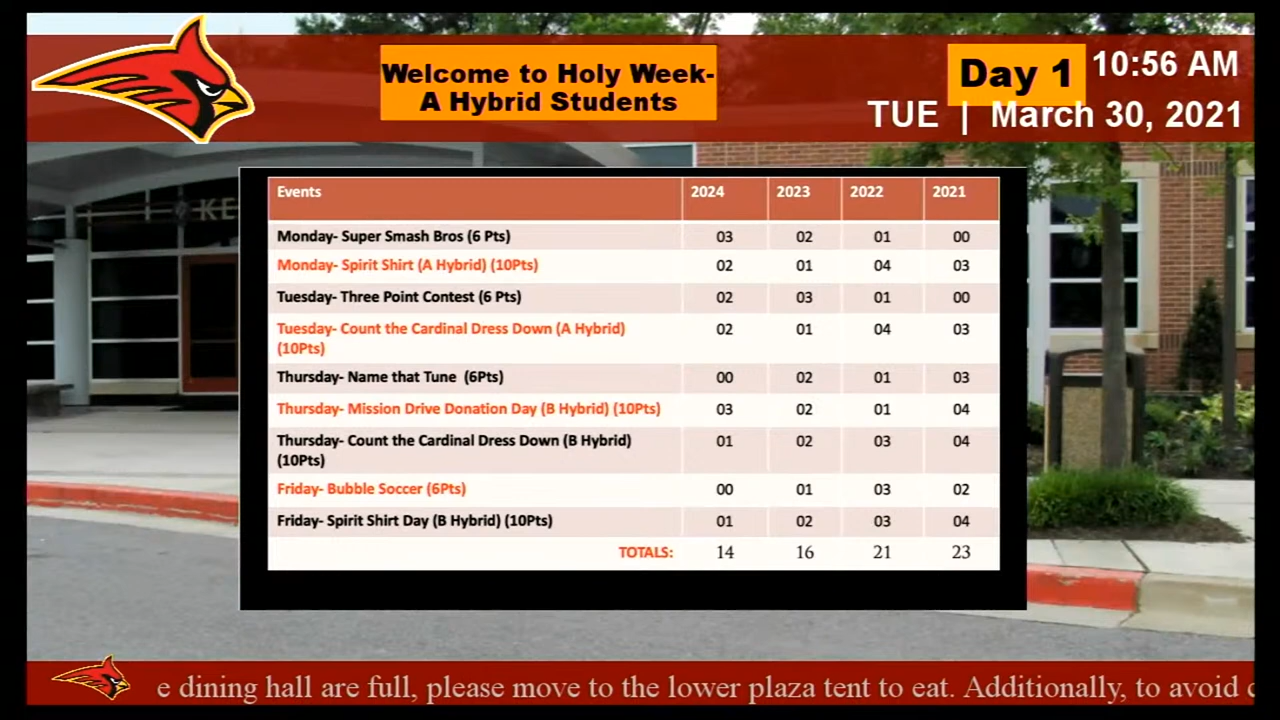 Welcome to Holy Week-
A Hybrid Students
Day 1
10:56 AM
TUE | March 30, 2021
KE
Events 2024 2023 2022 2021
Monday- Super Smash Bros (6 Pts) 03 02 01 00
Monday- Spirit Shirt (A Hybrid) (10Pts) 02 01 04 03
Tuesday- Three Point Contest (6 Pts) 02 03 01 00
Tuesday- Count the Cardinal Dress Down (A Hybrid) 02 01 04 03
(10Pts)
Thursday- Name that Tune (6Pts) 00 02 01 03
Thursday- Mission Drive Donation Day (B Hybrid) (10Pts) 03 02 01 04
Thursday- Count the Cardinal Dress Down (B Hybrid) 01 02 03 04
(10Pts)
Friday- Bubble Soccer (6Pts) 00 01 03 02
Friday- Spirit Shirt Day (B Hybrid) (10Pts) 01 02 03 04
TOTALS: 14 16 21 23
e dining hall are full, please move to the lower plaza tent to eat. Additionally, to avoid